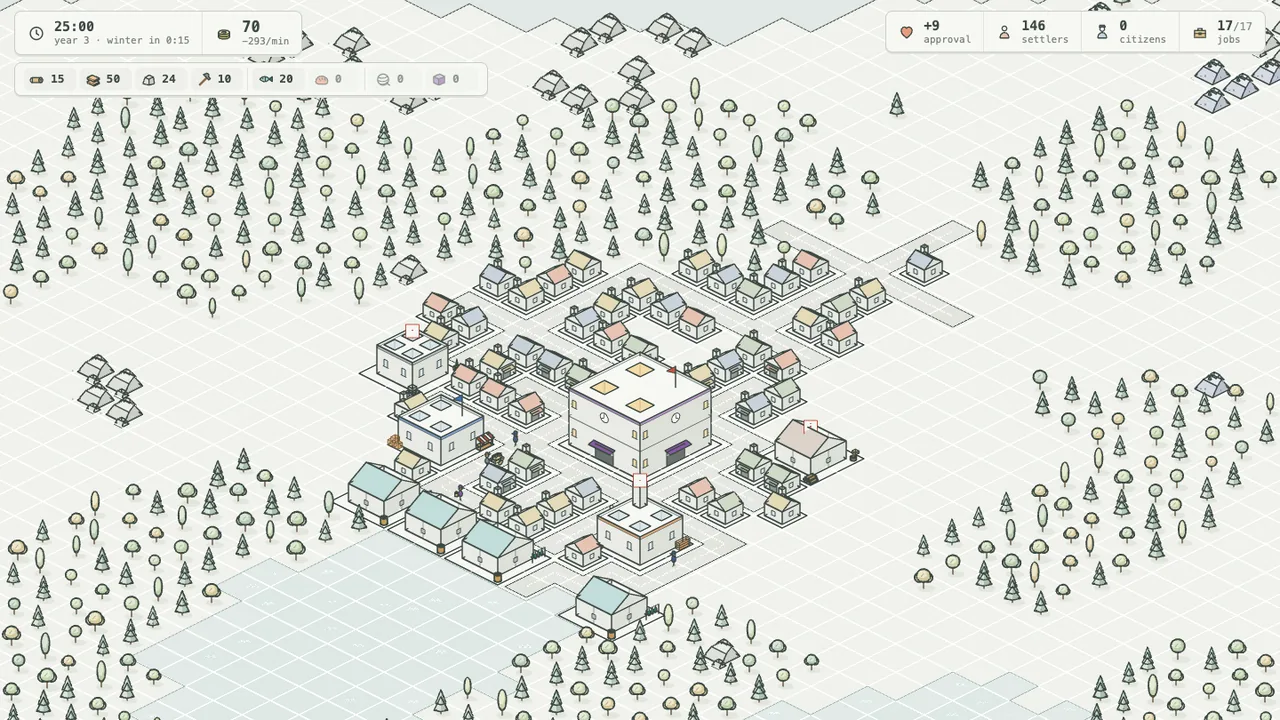 25:00
year 3 · winter in 0:15
70
−293/min
+9
approval
146
settlers
0
citizens
17/17
jobs
15 50 24 10 20 0 0 0